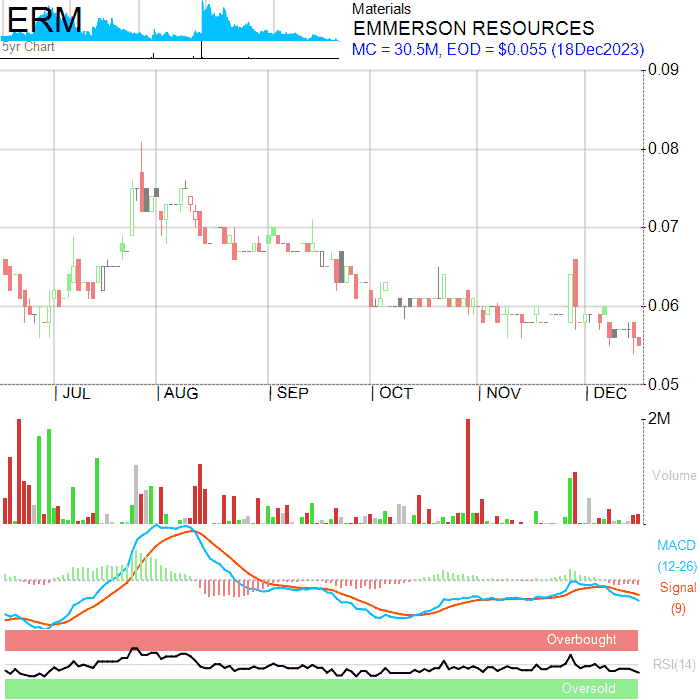 ERM
5yr Chart
Materials
EMMERSON RESOURCES
MC = 30.5M, EOD = $0.055 (18Dec2023)
0.09
0.08
0.07
0.06
0.05
JUL
AUG
SEP
OCT
NOV
DEC
2M
Volume
MACD
(12-26)
Signal
(9)
Overbought
RSI(14)
Oversold